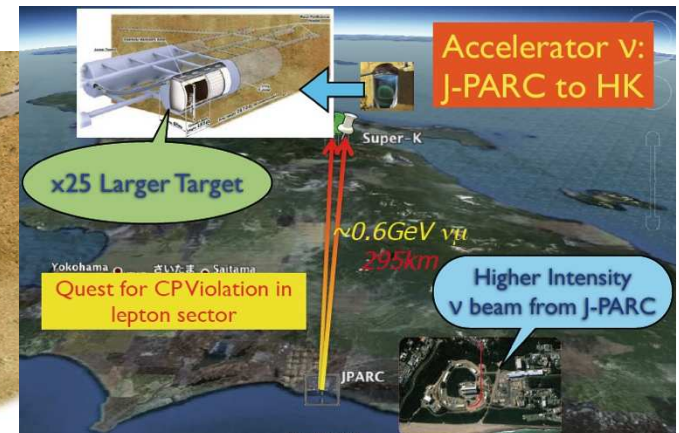 Accelerator ν:
J-PARC to HK
Super-K
x25 Larger Target
~0.6GeV νμ
295km
Yokohama さいたま Saitama
Quest for CP Violation in
lepton sector
Higher Intensity
ν beam from J-PARC
JPARC